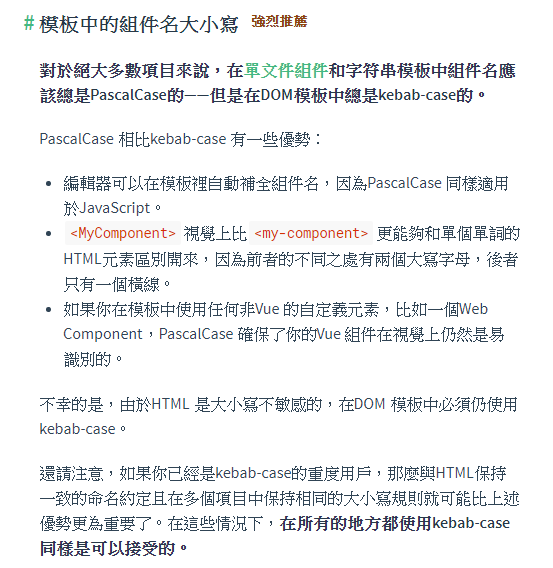 # 模板中的組件名大小寫 強烈推薦
對於絕大多數項目來說，在單文件組件和字符串模板中組件名應
該總是PascalCase的——但是在DOM模板中總是kebab-case的。
PascalCase 相比kebab-case 有一些優勢：
• 編輯器可以在模板裡自動補全組件名，因為PascalCase 同樣適用
於JavaScript。
• <MyComponent> 視覺上比 <my-component> 更能夠和單個單詞的
HTML元素區別開來，因為前者的不同之處有兩個大寫字母，後者
只有一個橫線。
• 如果你在模板中使用任何非Vue 的自定義元素，比如一個Web
Component，PascalCase 確保了你的Vue 組件在視覺上仍然是易
識別的。
不幸的是，由於HTML 是大小寫不敏感的，在DOM 模板中必須仍使用
kebab-case。
還請注意，如果你已經是kebab-case的重度用戶，那麼與HTML保持
一致的命名約定且在多個項目中保持相同的大小寫規則就可能比上述
優勢更為重要了。在這些情況下，在所有的地方都使用kebab-case
同樣是可以接受的。